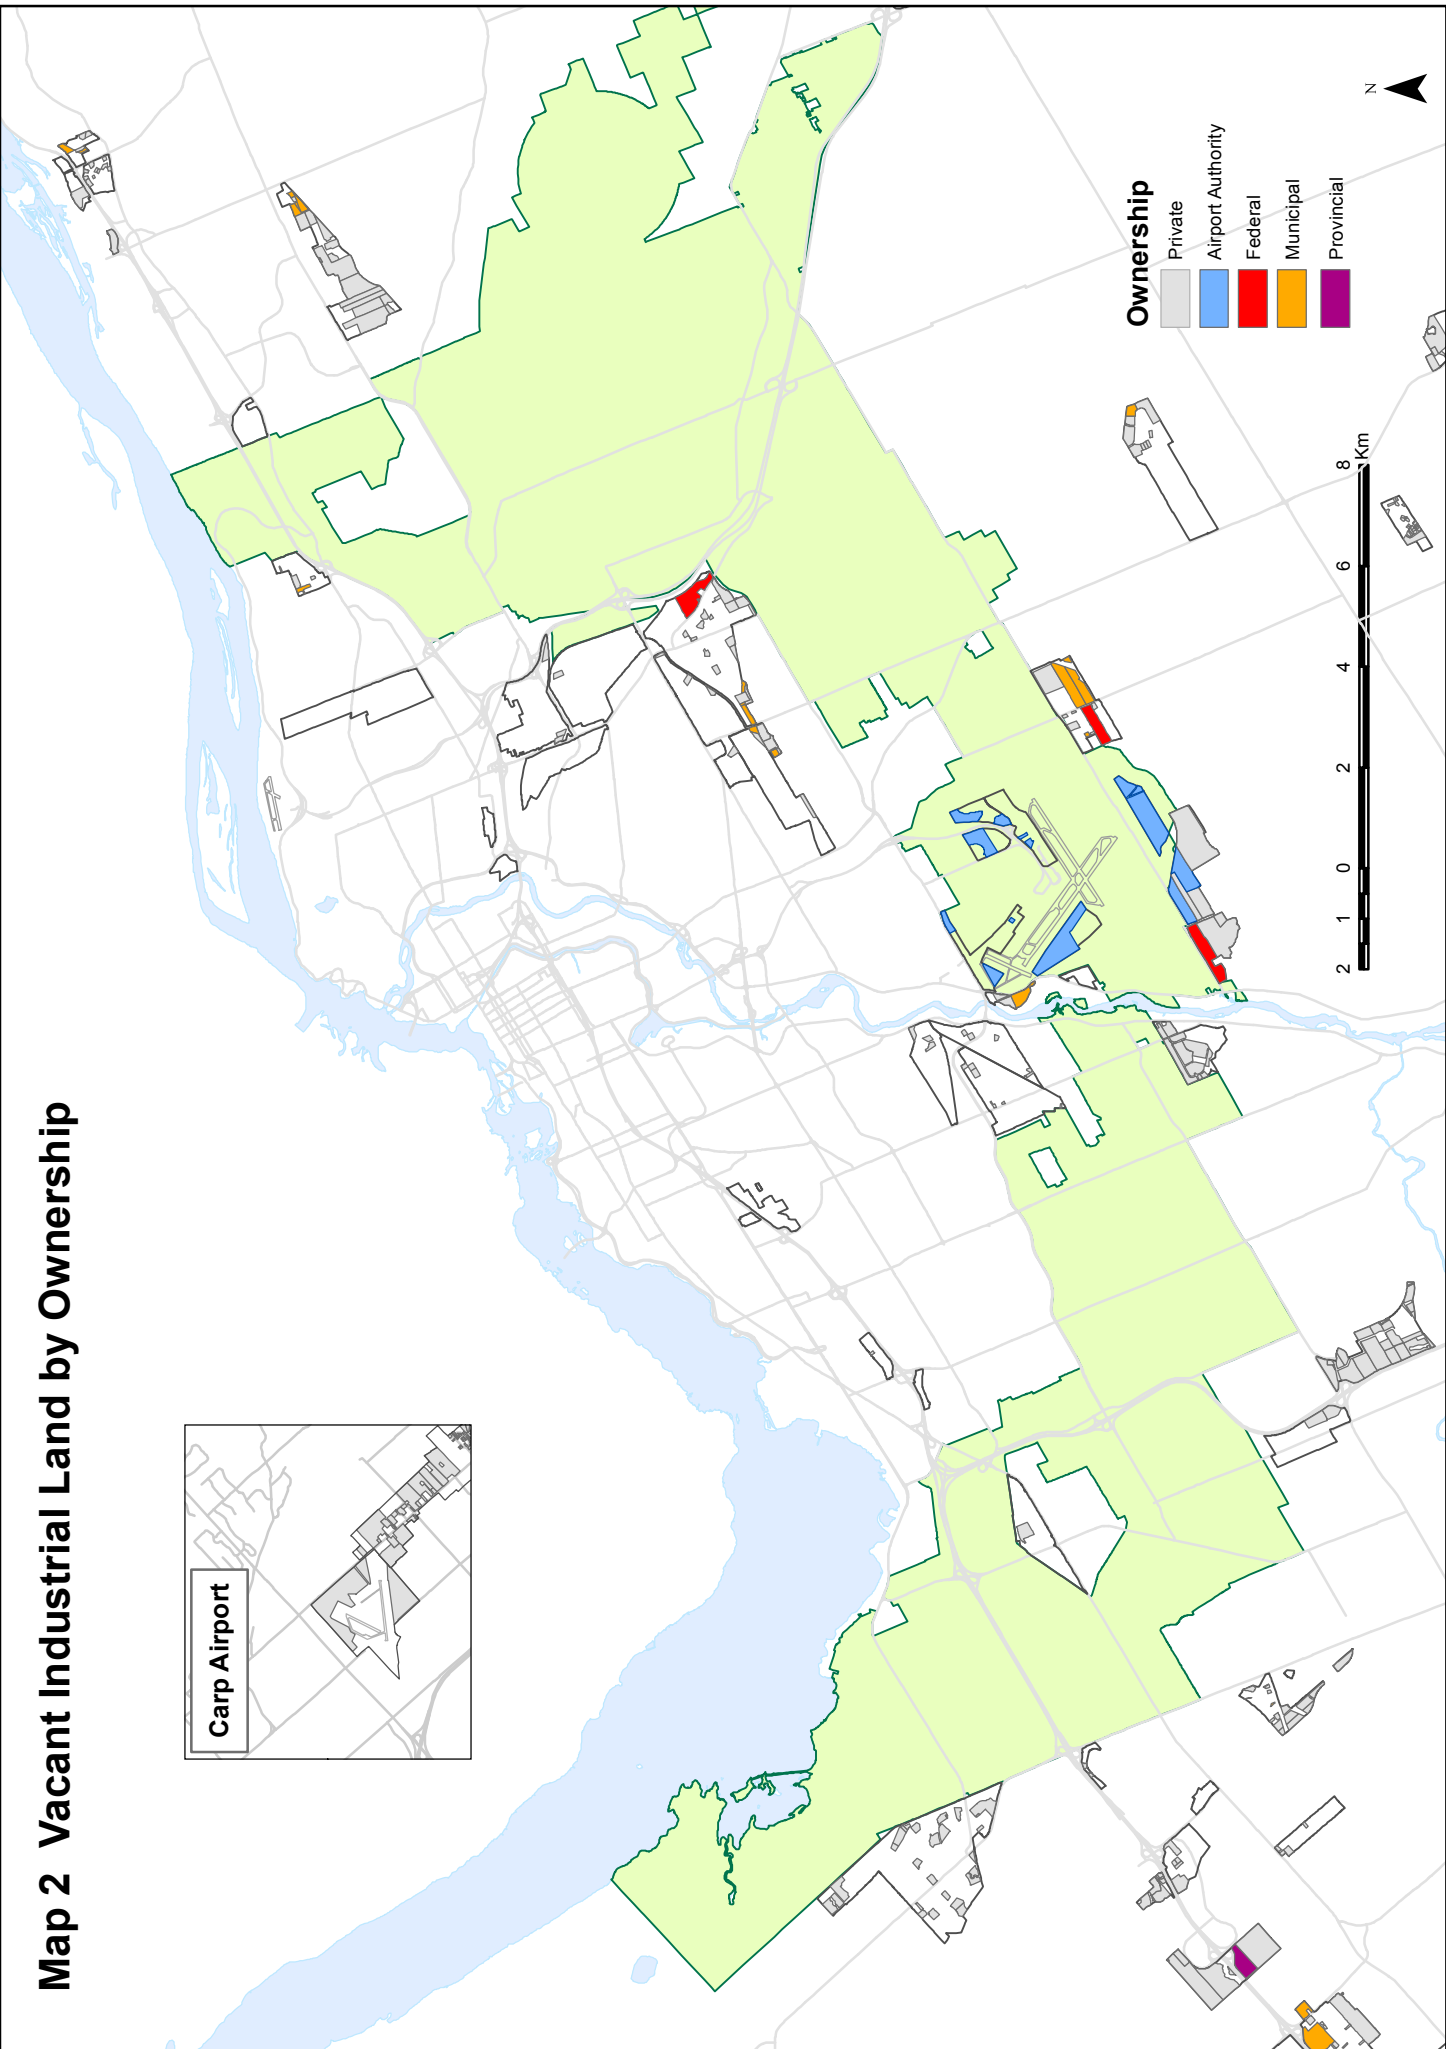 Map 2 Vacant Industrial Land by Ownership
Carp Airport
N
Ownership
Private
Airport Authority
Federal
Municipal
Provincial
2 1 0 2 4 6 8
Km